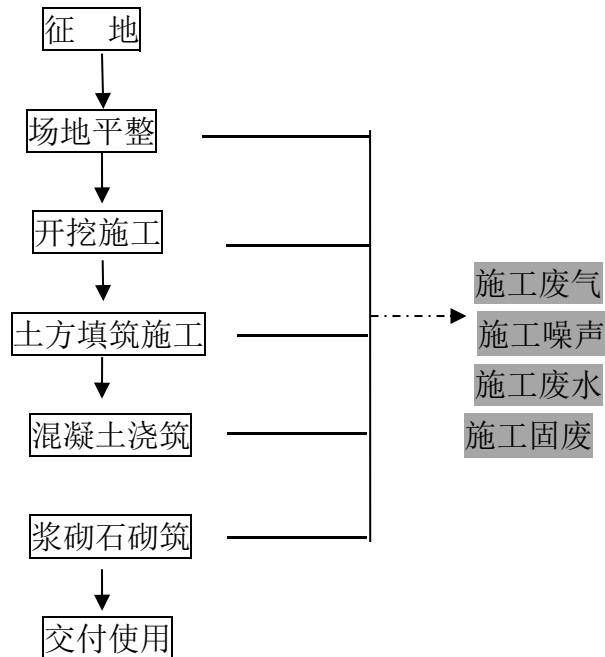 征 地
场地平整
开挖施工
土方填筑施工
混凝土浇筑
浆砌石砌筑
交付使用
施工废气
施工噪声
施工废水
施工固废